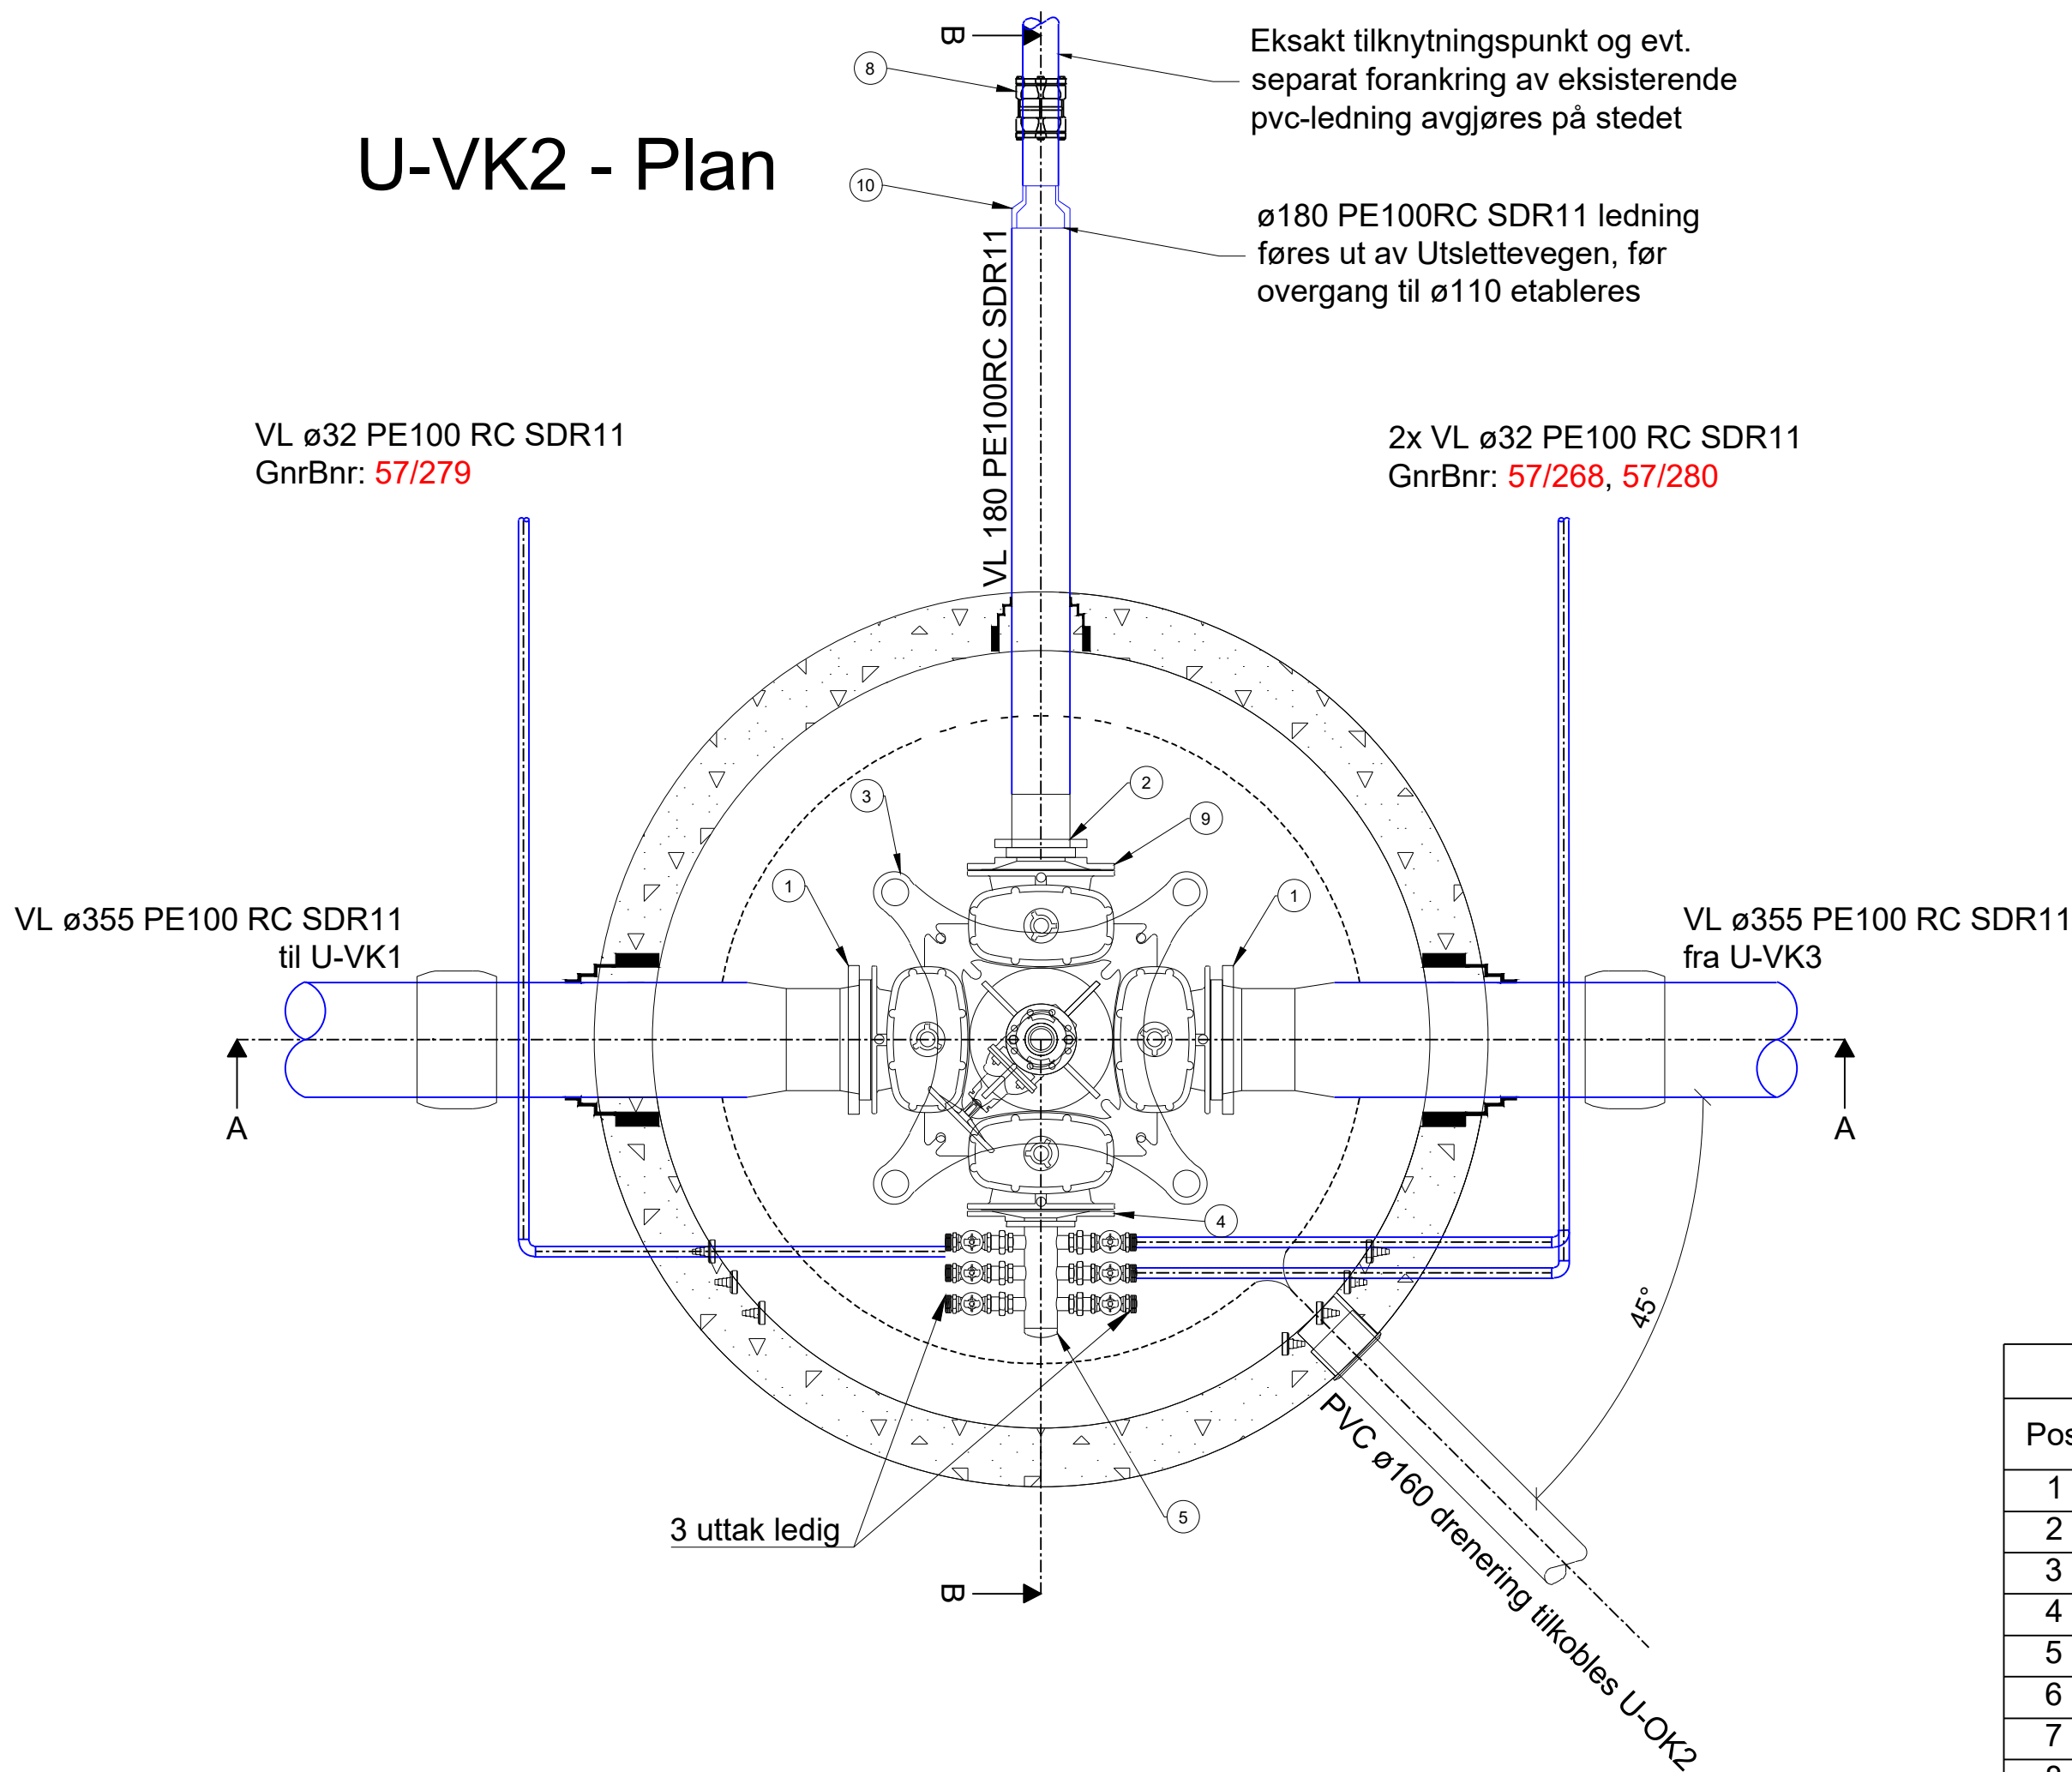 B
8
Eksakt tilknytningspunkt og evt.
separat forankring av eksisterende
pvc-ledning avgjøres på stedet
U-VK2 - Plan
10
ø180 PE100RC SDR11 ledning
føres ut av Utslettevegen, før
overgang til ø110 etableres
VL 180 PE100RC SDR11
VL ø32 PE100 RC SDR11
GnrBnr: 57/279
2x VL ø32 PE100 RC SDR11
GnrBnr: 57/268, 57/280
2
3
9
1
1
VL ø355 PE100 RC SDR11
til U-VK1
VL ø355 PE100 RC SDR11
fra U-VK3
A
A
4
45°
5
3 uttak ledig
PVC ø160 drenering tilkobles U-OK2
B
Pos
1
2
3
4
5
6
7